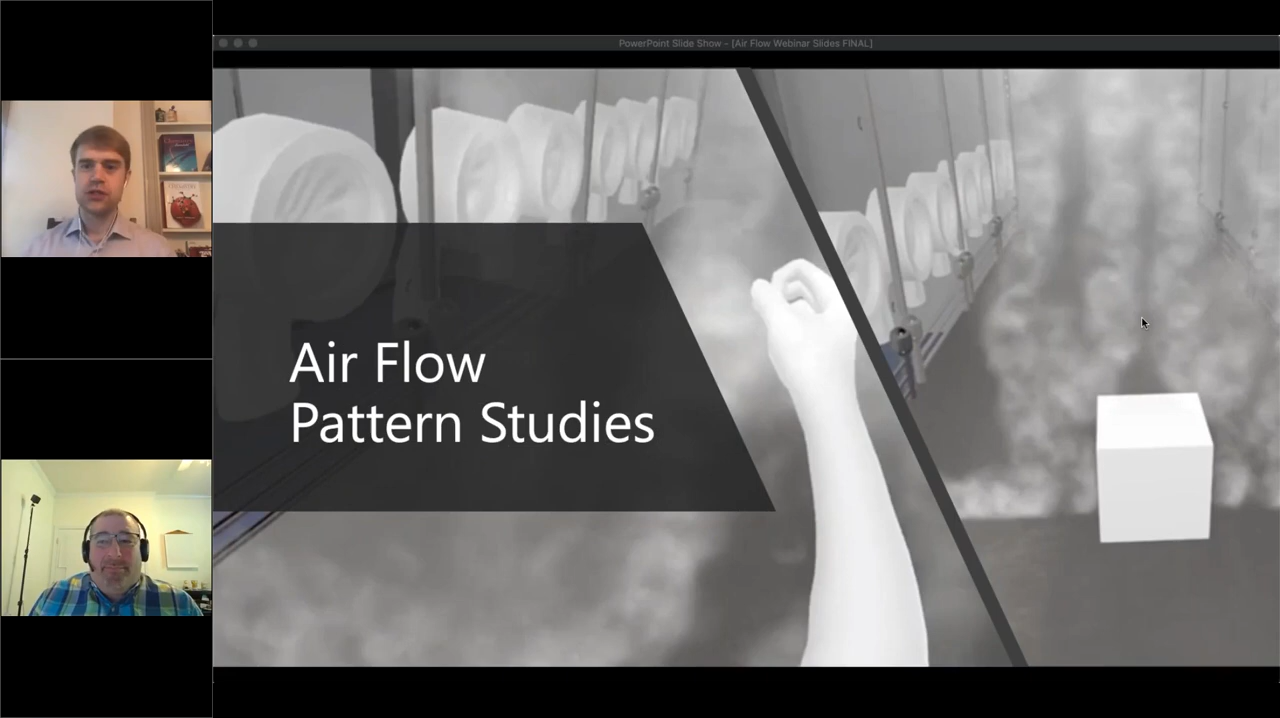 PowerPoint Slide Show - [Air Flow Webinar Slides FINAL]
Air Flow
Pattern Studies